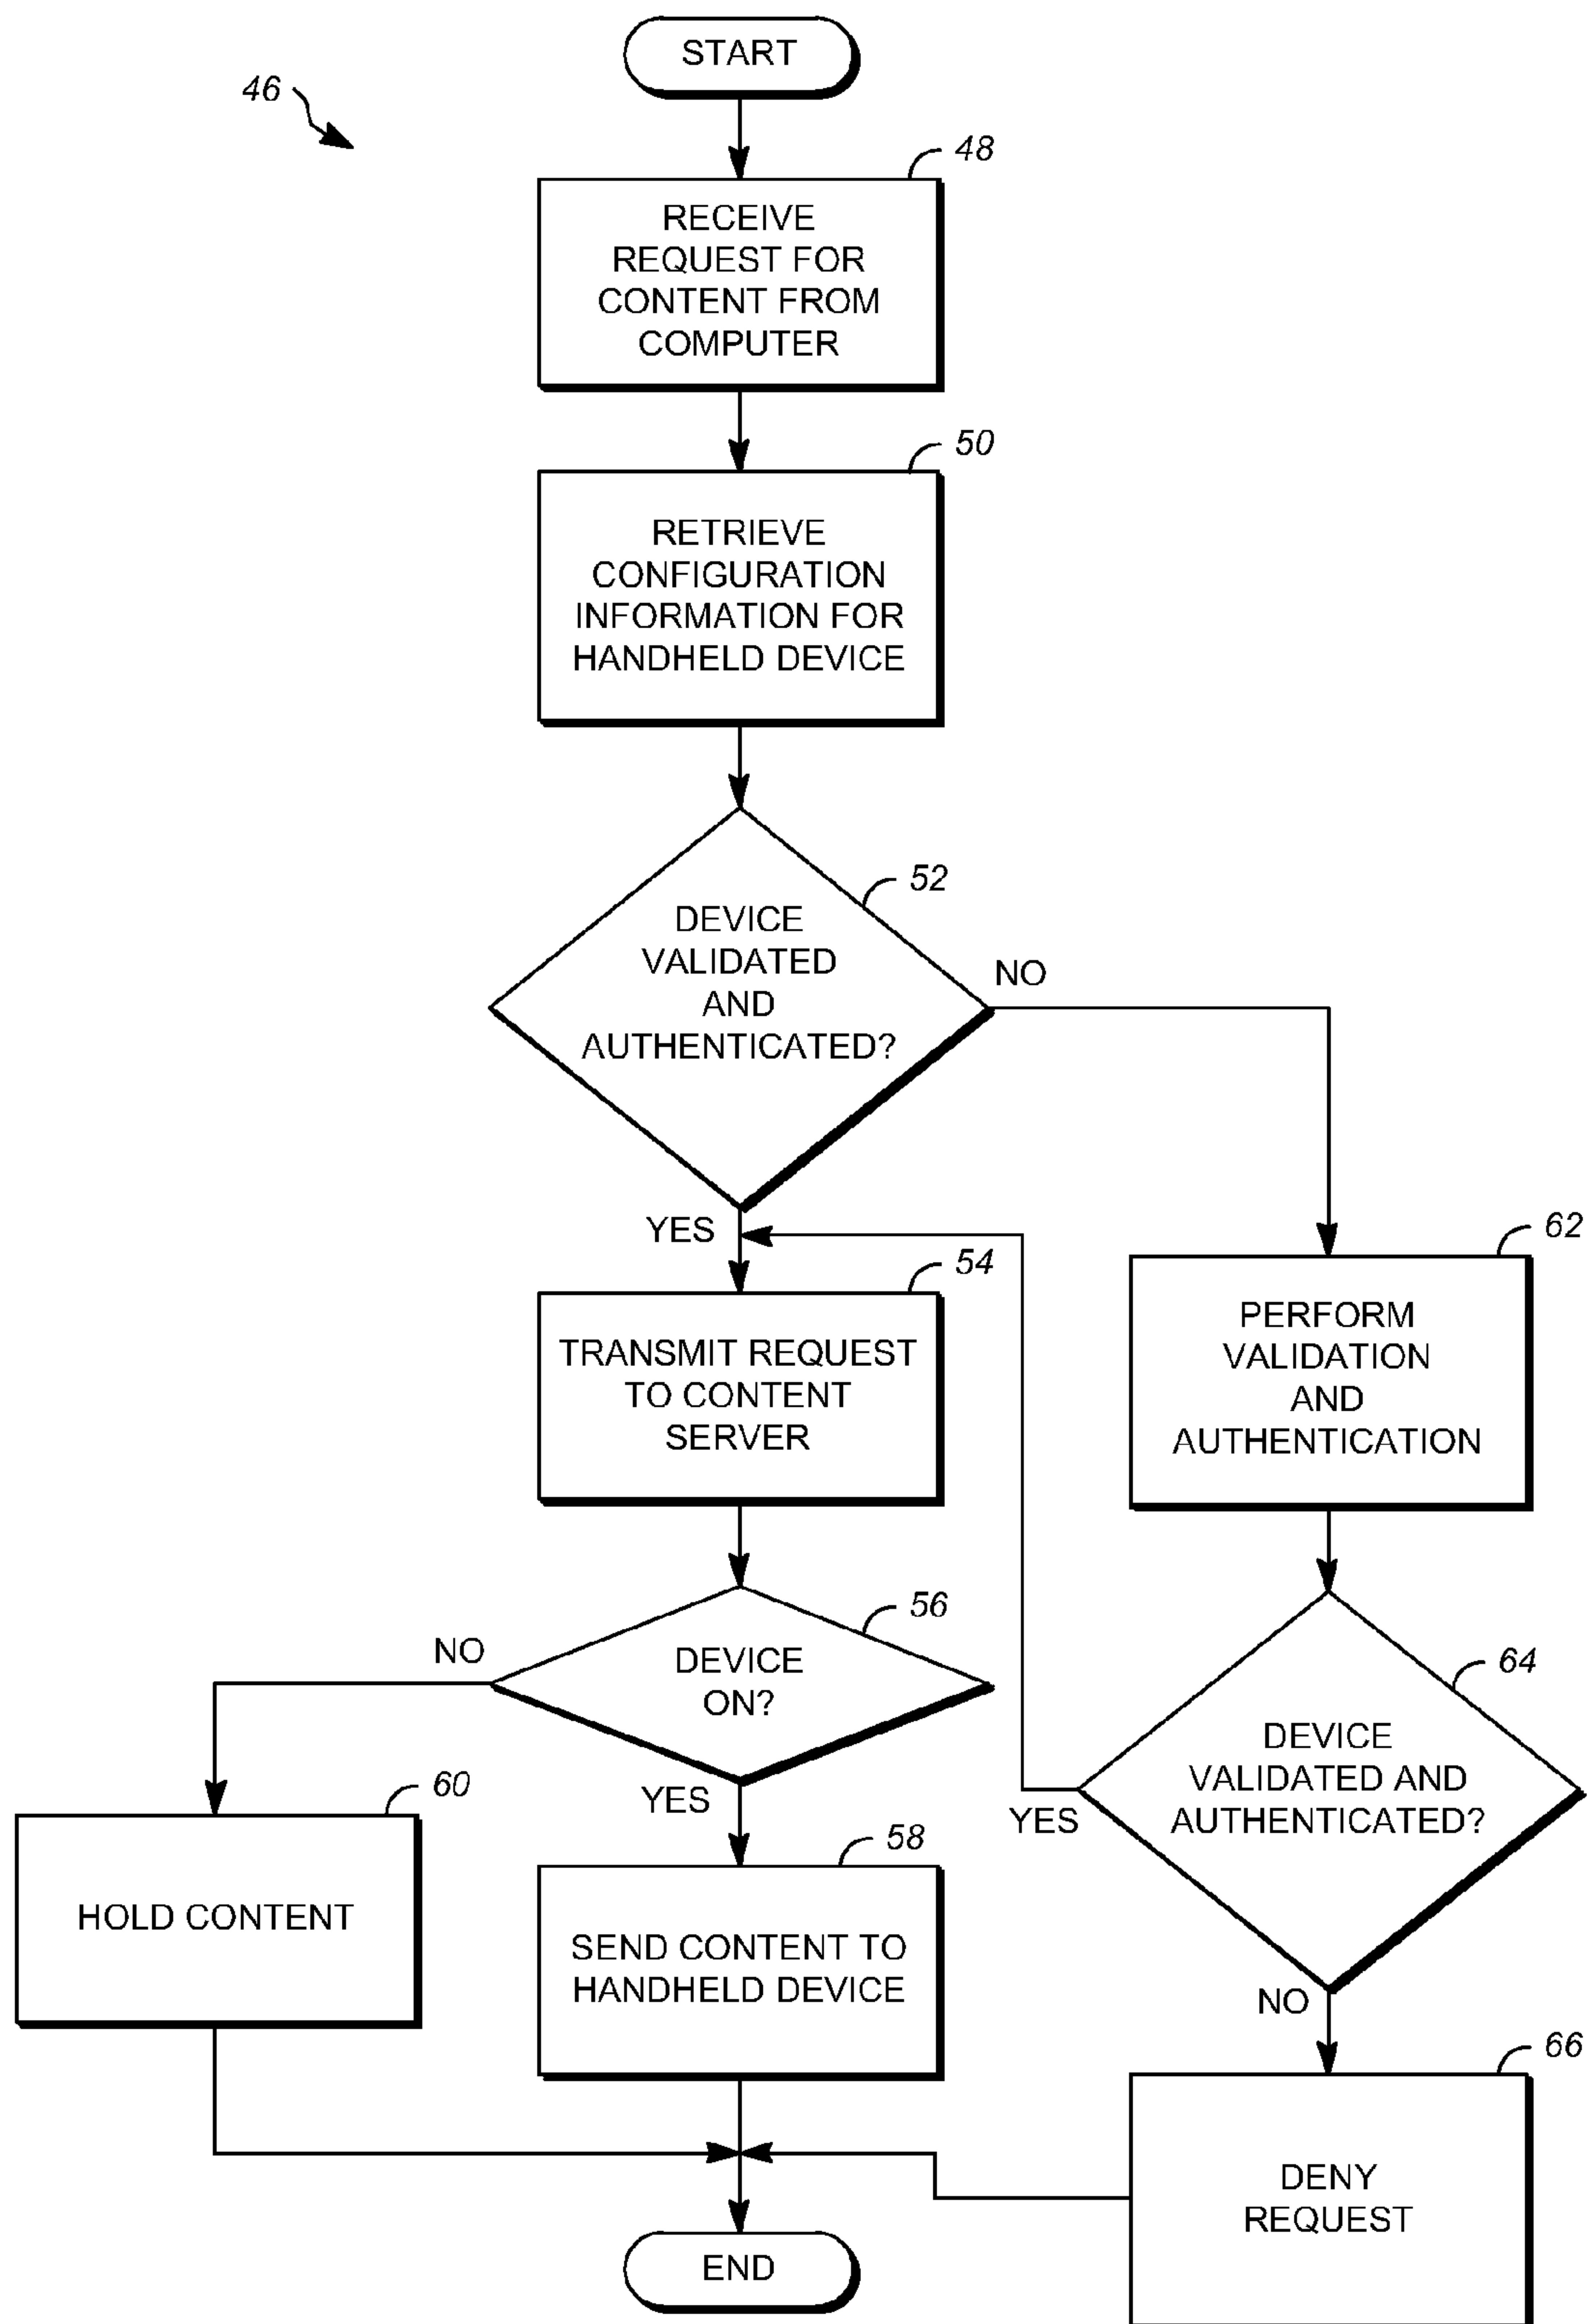 START
46
48
RECEIVE
REQUEST FOR
CONTENT FROM
COMPUTER
50
RETRIEVE
CONFIGURATION
INFORMATION FOR
HANDHELD DEVICE
52
DEVICE
VALIDATED
AND
AUTHENTICATED?
NO
YES
54
TRANSMIT REQUEST
TO CONTENT
SERVER
62
PERFORM
VALIDATION
AND
AUTHENTICATION
56
DEVICE
ON?
NO
YES
64
DEVICE
VALIDATED AND
AUTHENTICATED?
YES
NO
60
HOLD CONTENT
58
SEND CONTENT TO
HANDHELD DEVICE
66
DENY
REQUEST
END